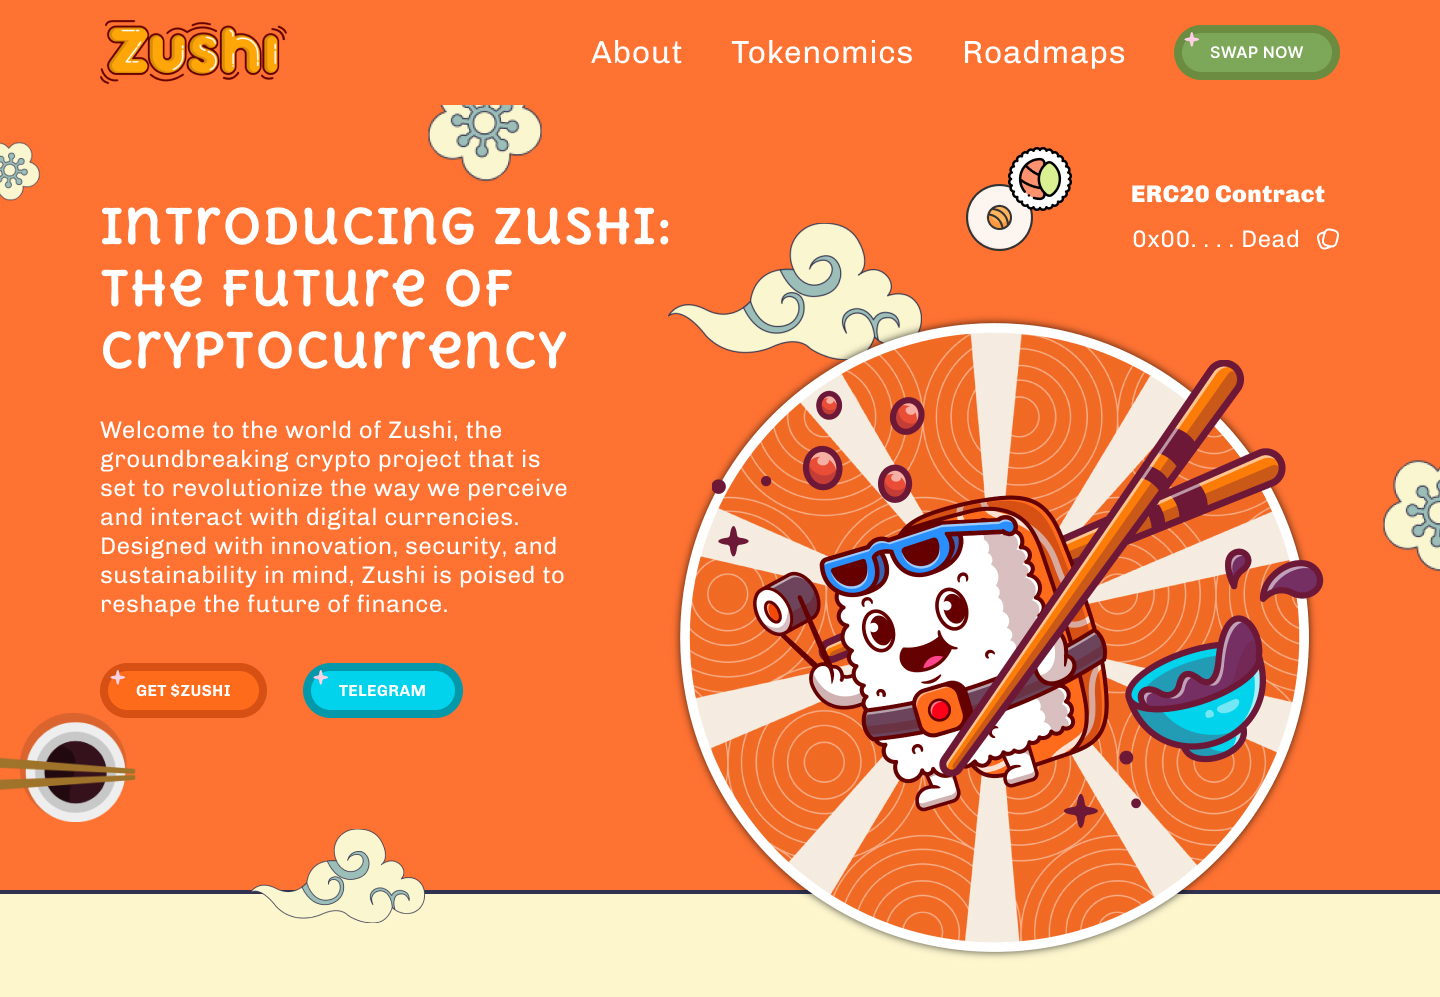 Zushi
About Tokenomics Roadmaps SWAP NOW
ERC20 Contract
0x00. . . . Dead
INTRODUCING ZUSHI:
THE FUTURE OF
CRYPTOCURRENCY
Welcome to the world of Zushi, the
groundbreaking crypto project that is
set to revolutionize the way we perceive
and interact with digital currencies.
Designed with innovation, security, and
sustainability in mind, Zushi is poised to
reshape the future of finance.
GET $ZUSHI TELEGRAM